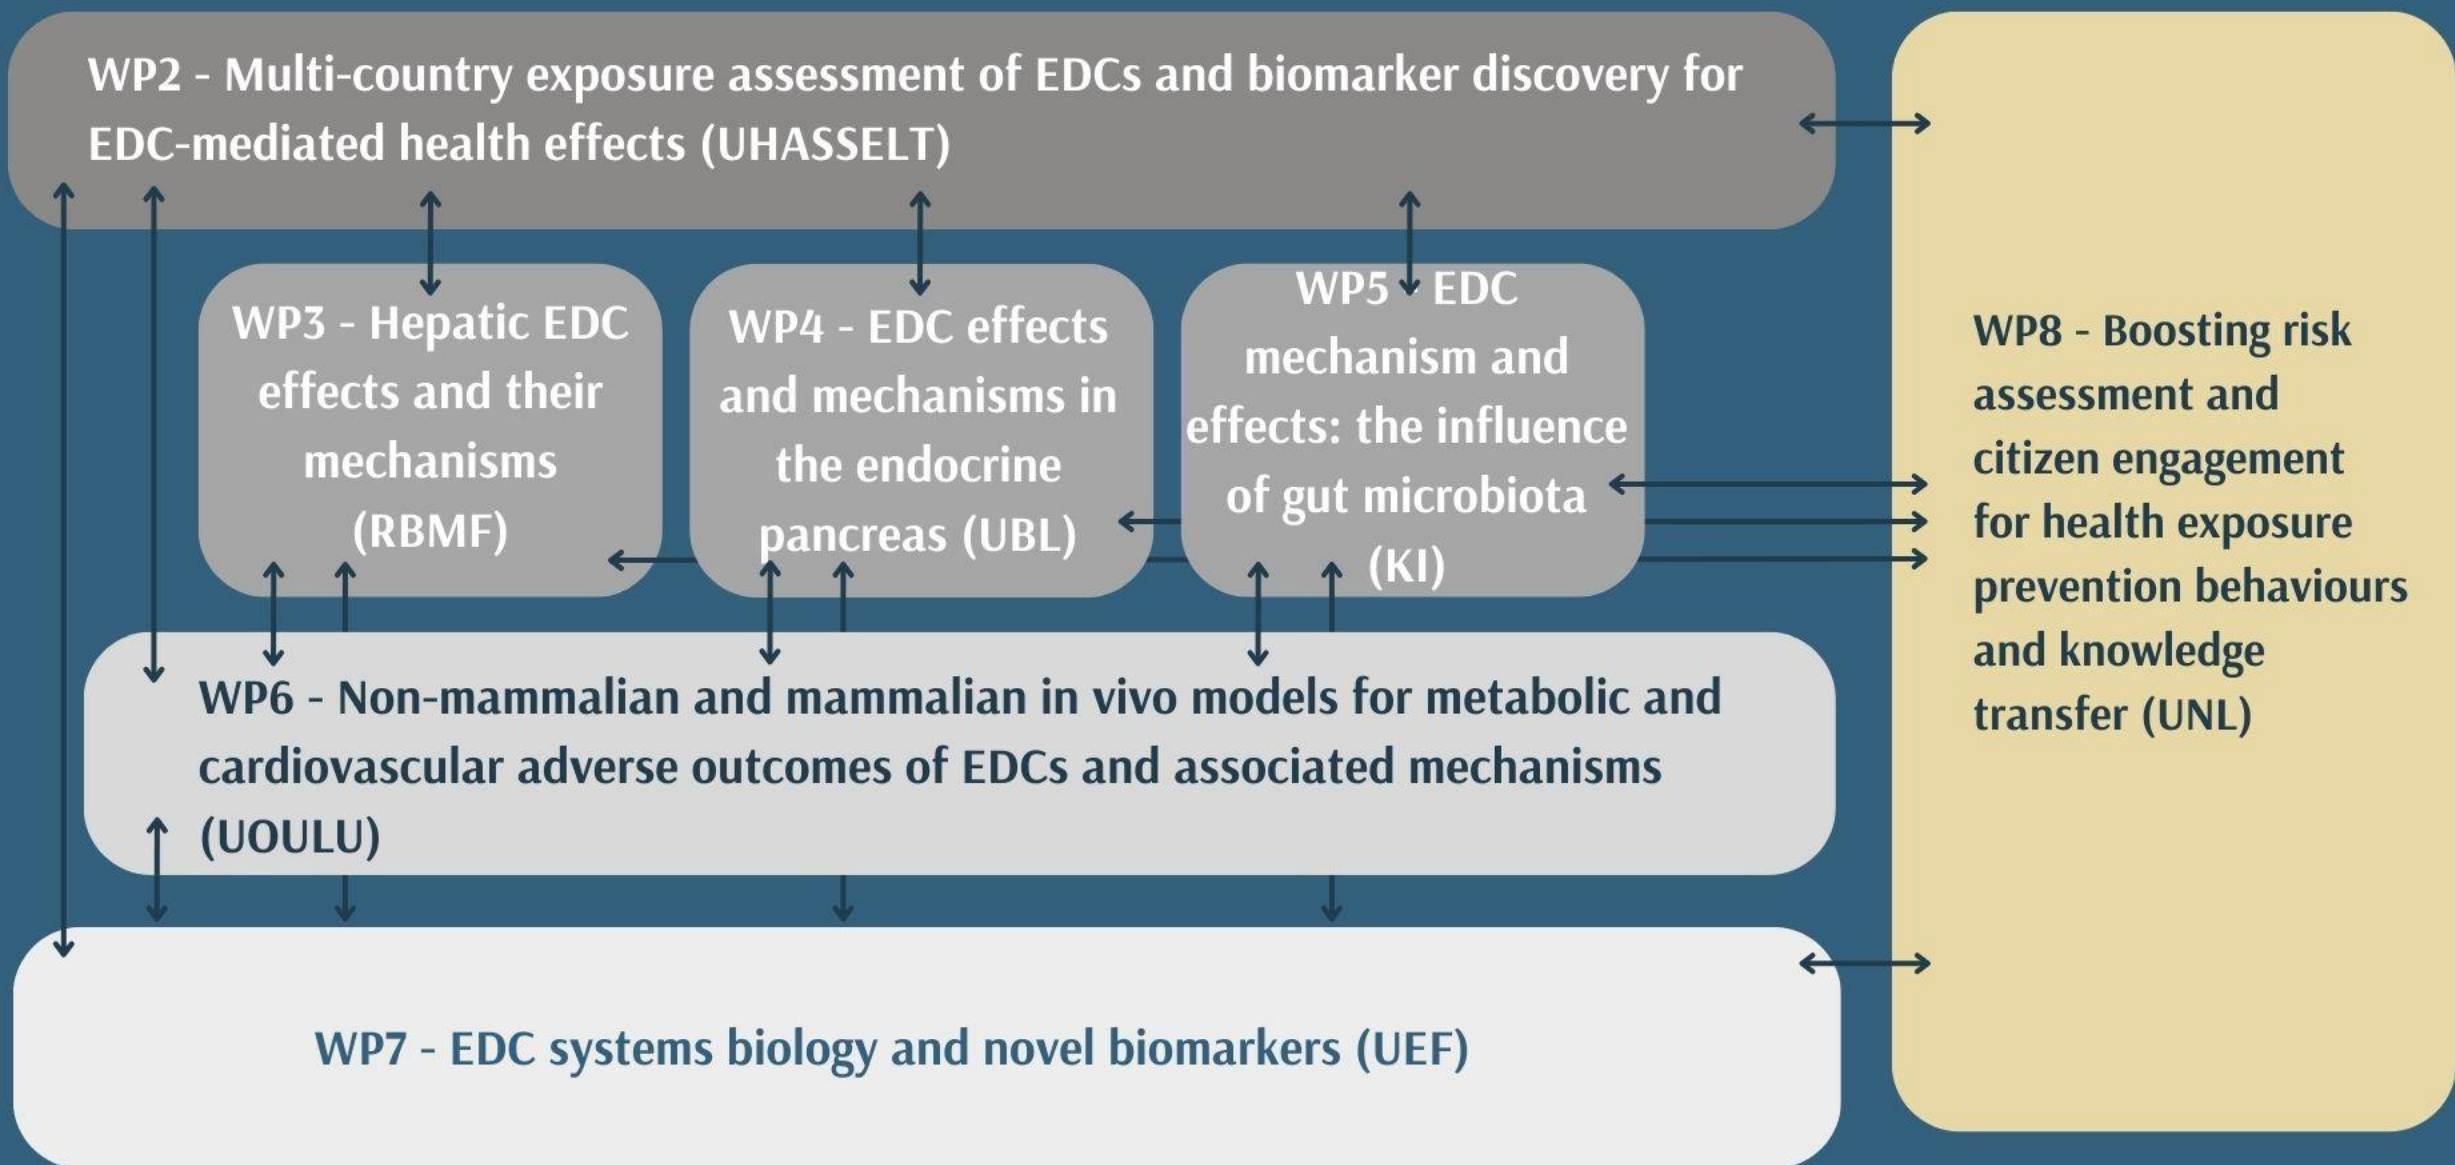 WP2 - Multi-country exposure assessment of EDCs and biomarker discovery for
EDC-mediated health effects (UHASSELT)
WP3 - Hepatic EDC
effects and their
mechanisms
(RBMF)
WP4 - EDC effects
and mechanisms in
the endocrine
pancreas (UBL)
WP5 - EDC
mechanism and
effects: the influence
of gut microbiota
(KI)
WP6 - Non-mammalian and mammalian in vivo models for metabolic and
cardiovascular adverse outcomes of EDCs and associated mechanisms
(UOULU)
WP7 - EDC systems biology and novel biomarkers (UEF)
WP8 - Boosting risk
assessment and
citizen engagement
for health exposure
prevention behaviours
and knowledge
transfer (UNL)